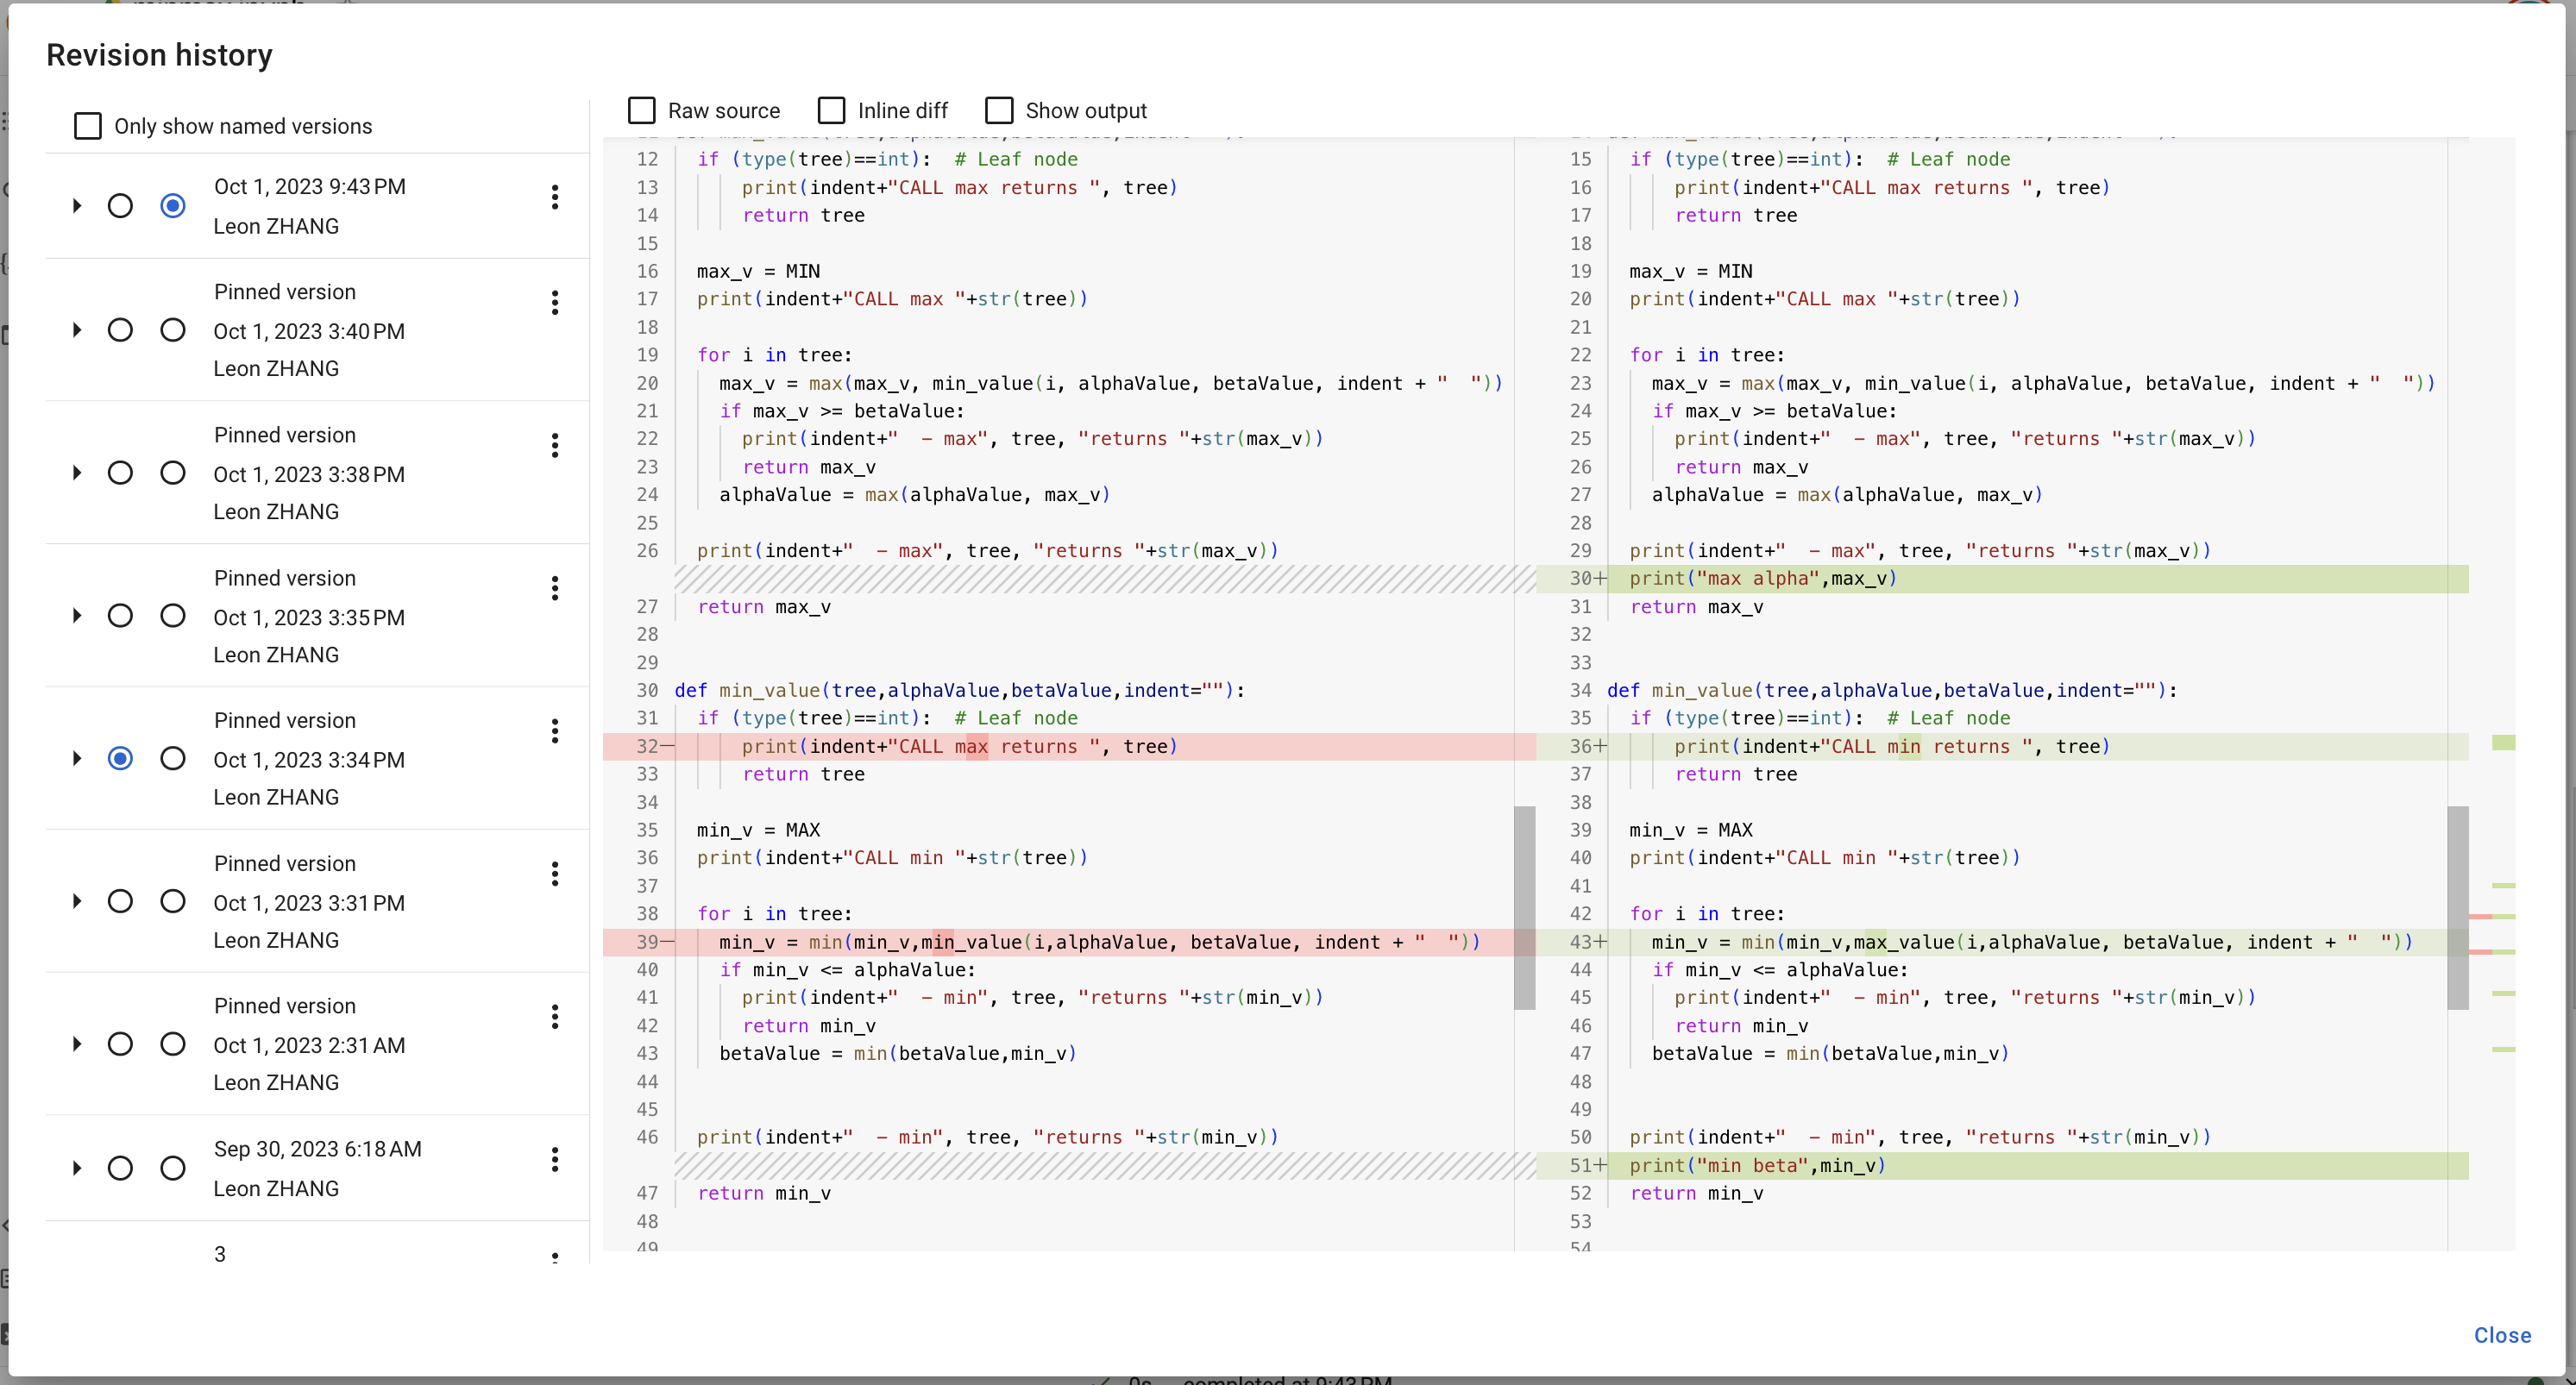 Revision history
Only show named versions
Oct 1, 2023 9:43 PM
Leon ZHANG
Pinned version
Oct 1, 2023 3:40 PM
Leon ZHANG
Pinned version
Oct 1, 2023 3:38 PM
Leon ZHANG
Pinned version
Oct 1, 2023 3:35 PM
Leon ZHANG
Pinned version
Oct 1, 2023 3:34 PM
Leon ZHANG
Pinned version
Oct 1, 2023 3:31 PM
Leon ZHANG
Pinned version
Oct 1, 2023 2:31 AM
Leon ZHANG
Sep 30, 2023 6:18 AM
Leon ZHANG
3
Raw source Inline diff Show output
12 if (type(tree)==int):  # Leaf node
13 print(indent+"CALL max returns ", tree)
14 return tree
15
16 max_v = MIN
17 print(indent+"CALL max "+str(tree))
18
19 for i in tree:
20 max_v = max(max_v, min_value(i, alphaValue, betaValue, indent + "  "))
21 if max_v >= betaValue:
22 print(indent+"  - max", tree, "returns "+str(max_v))
23 return max_v
24 alphaValue = max(alphaValue, max_v)
25
26 print(indent+"  - max", tree, "returns "+str(max_v))
27 return max_v
28
29
30 def min_value(tree,alphaValue,betaValue,indent=""):
31 if (type(tree)==int):  # Leaf node
32— print(indent+"CALL max returns ", tree)
33 return tree
34
35 min_v = MAX
36 print(indent+"CALL min "+str(tree))
37
38 for i in tree:
39— min_v = min(min_v,min_value(i,alphaValue, betaValue, indent + "  "))
40 if min_v <= alphaValue:
41 print(indent+"  - min", tree, "returns "+str(min_v))
42 return min_v
43 betaValue = min(betaValue,min_v)
44
45
46 print(indent+"  - min", tree, "returns "+str(min_v))
47 return min_v
48
49
15 if (type(tree)==int):  # Leaf node
16 print(indent+"CALL max returns ", tree)
17 return tree
18
19 max_v = MIN
20 print(indent+"CALL max "+str(tree))
21
22 for i in tree:
23 max_v = max(max_v, min_value(i, alphaValue, betaValue, indent + "  "))
24 if max_v >= betaValue:
25 print(indent+"  - max", tree, "returns "+str(max_v))
26 return max_v
27 alphaValue = max(alphaValue, max_v)
28
29 print(indent+"  - max", tree, "returns "+str(max_v))
30+ print("max alpha",max_v)
31 return max_v
32
33
34 def min_value(tree,alphaValue,betaValue,indent=""):
35 if (type(tree)==int):  # Leaf node
36+ print(indent+"CALL min returns ", tree)
37 return tree
38
39 min_v = MAX
40 print(indent+"CALL min "+str(tree))
41
42 for i in tree:
43+ min_v = min(min_v,max_value(i,alphaValue, betaValue, indent + "  "))
44 if min_v <= alphaValue:
45 print(indent+"  - min", tree, "returns "+str(min_v))
46 return min_v
47 betaValue = min(betaValue,min_v)
48
49
50 print(indent+"  - min", tree, "returns "+str(min_v))
51+ print("min beta",min_v)
52 return min_v
53
54
Close
0s completed at 9:43 PM